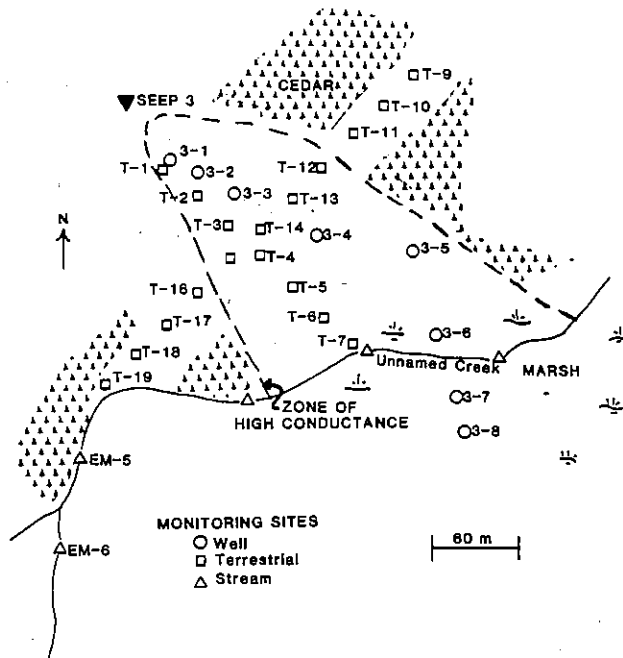 T-9
CEDAR
SEEP 3
T-10
T-11
3-1
T-1
3-2
T-12
T-2
3-3
T-13
N
T-3
T-14
3-4
3-5
T-4
T-16
T-5
T-17
T-6
3-6
T-18
T-7
Unnamed Creek
MARSH
T-19
ZONE OF
HIGH CONDUCTANCE
3-7
3-8
EM-5
MONITORING SITES
Well
60 m
Terrestrial
EM-6
Stream